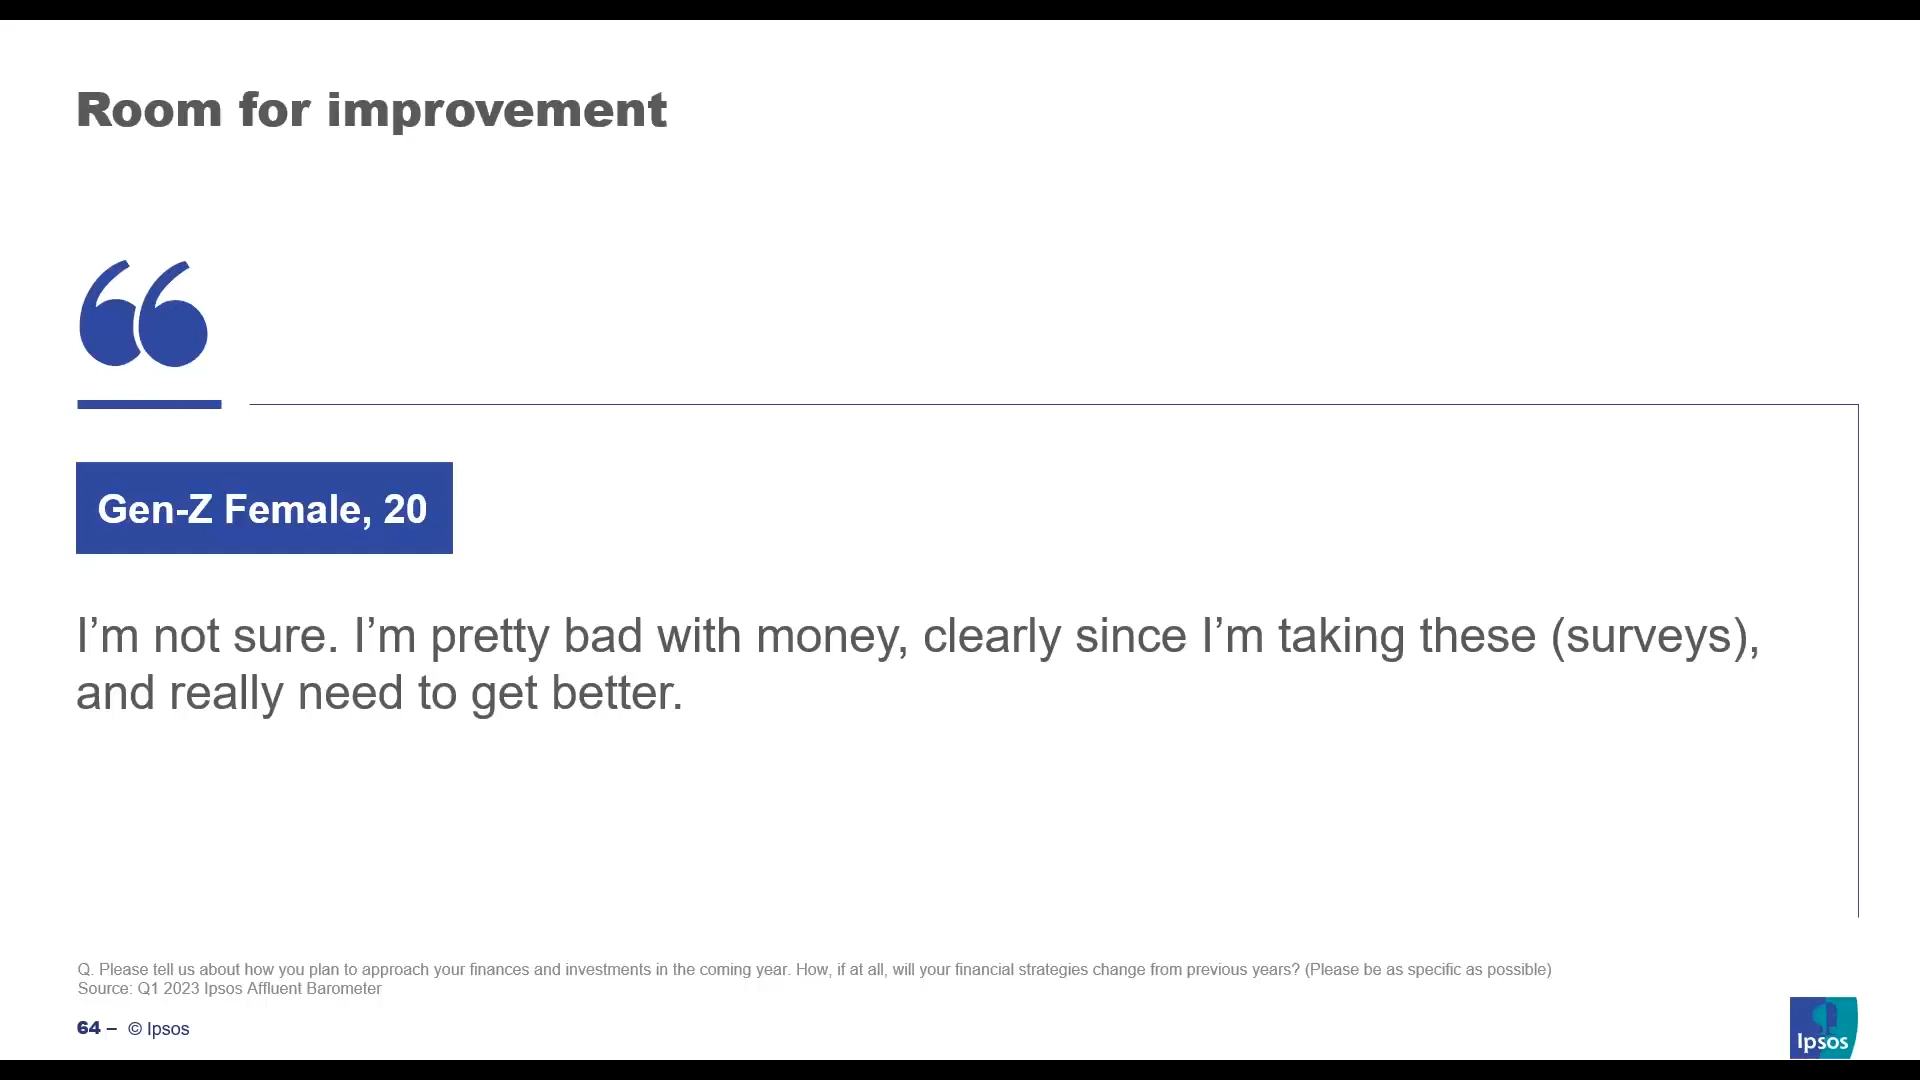 Room for improvement
“
Gen-Z Female, 20
I’m not sure. I’m pretty bad with money, clearly since I’m taking these (surveys),
and really need to get better.
Q. Please tell us about how you plan to approach your finances and investments in the coming year. How, if at all, will your financial strategies change from previous years? (Please be as specific as possible)
Source: Q1 2023 Ipsos Affluent Barometer
64 – © Ipsos
Ipsos